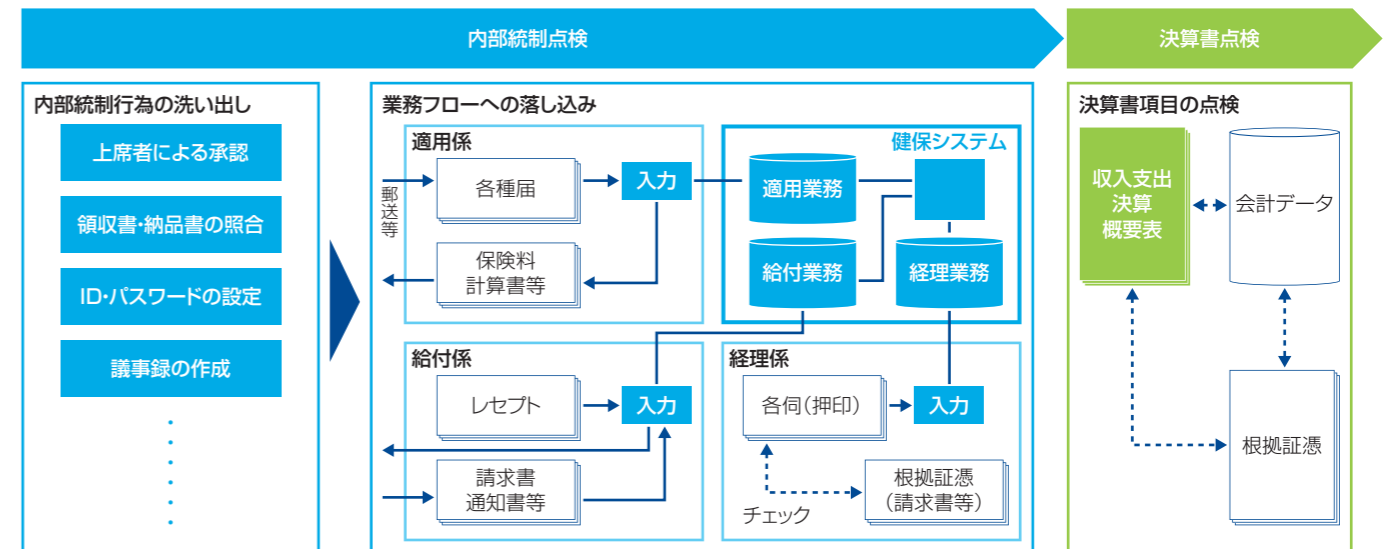 内部統制点検
決算書点検
内部統制行為の洗い出し
上席者による承認
領収書・納品書の照合
ID・パスワードの設定
議事録の作成
業務フローへの落し込み
適用係
郵送等
各種届
入力
保険料
計算書等
健保システム
適用業務
給付業務
経理業務
給付係
レセプト
入力
請求書
通知書等
経理係
各伺(押印)
入力
根拠証憑
(請求書等)
チェック
決算書項目の点検
収入支出
決算
概要表
会計データ
根拠証憑